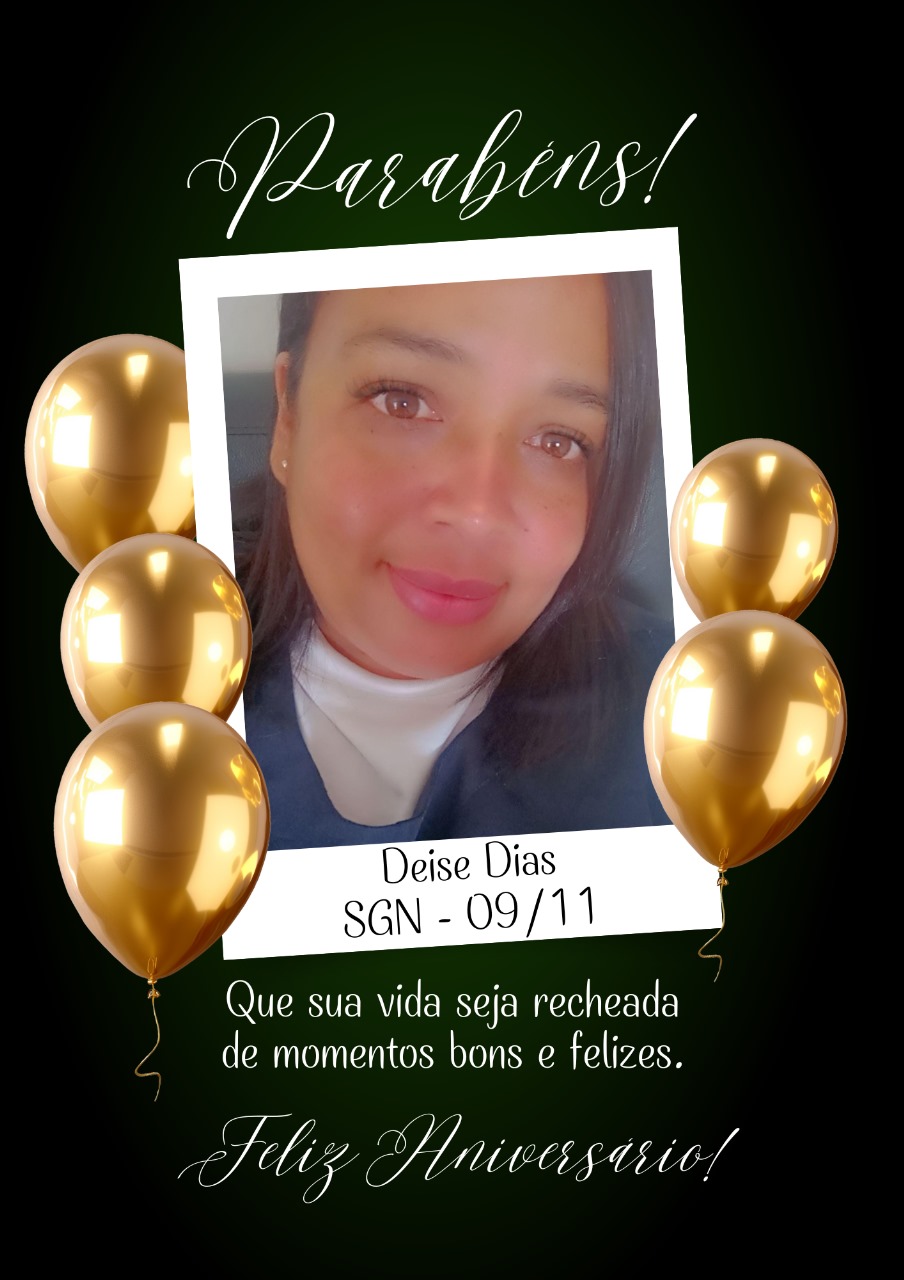 Parabéns!
Deise Dias
SGN - 09/11
Que sua vida seja recheada
de momentos bons e felizes.
Feliz Aniversário!